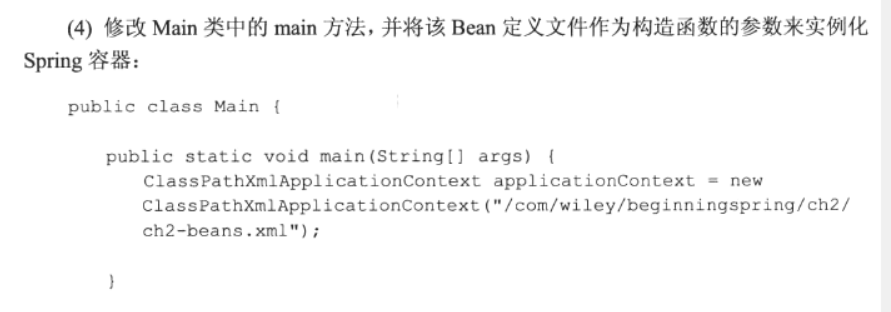 (4) 修改 Main 类中的 main 方法，并将该 Bean 定义文件作为构造函数的参数来实例化
Spring 容器：
public class Main {
public static void main(String[] args) {
ClassPathXmlApplicationContext applicationContext = new
ClassPathXmlApplicationContext("/com/wiley/beginningspring/ch2/
ch2-beans.xml");
}